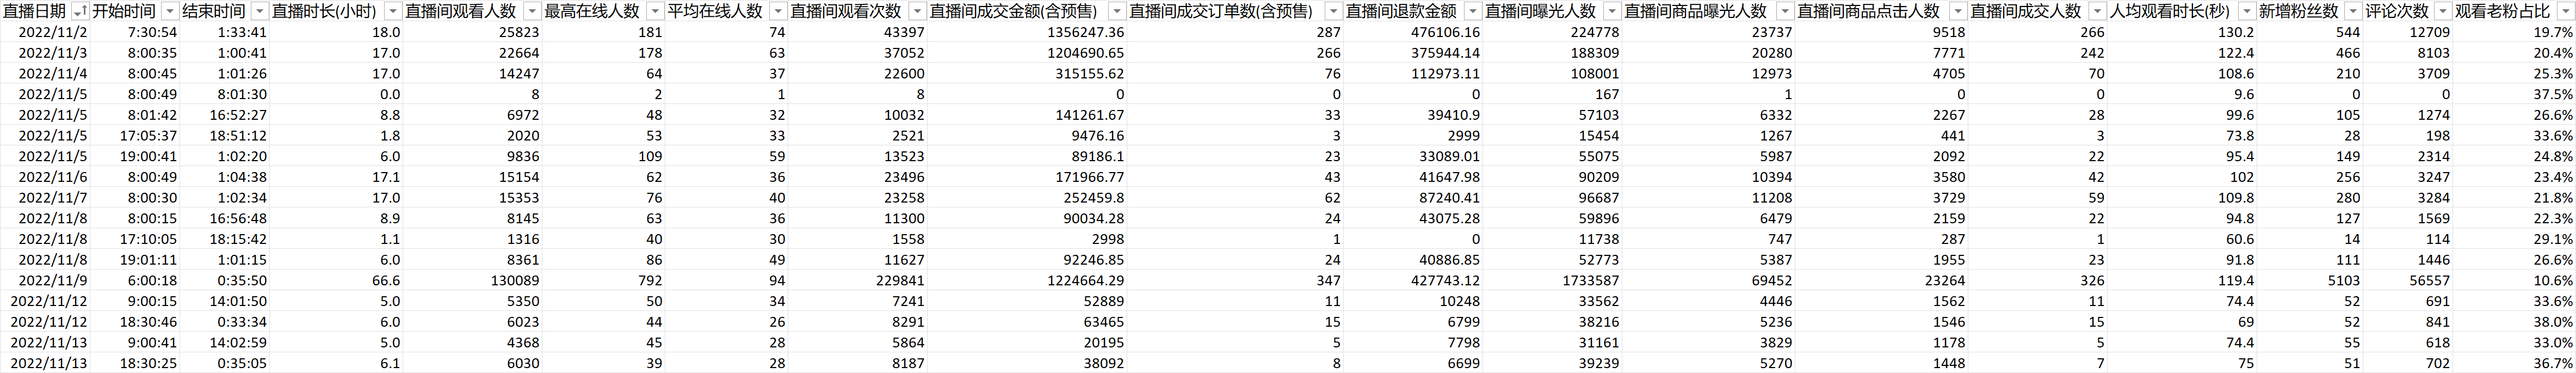 直播日期 开始时间 结束时间 直播时长(小时) 直播间观看人数 最高在线人数 平均在线人数 直播间观看次数 直播间成交金额(含预售) 直播间成交订单数(含预售) 直播间退款金额 直播间曝光人数 直播间商品曝光人数 直播间商品点击人数 直播间成交人数 人均观看时长(秒) 新增粉丝数 评论次数 观看老粉占比
2022/11/2 7:30:54 1:33:41 18.0 25823 181 74 43397 1356247.36 287 476106.16 224778 23737 9518 266 130.2 544 12709 19.7%
2022/11/3 8:00:35 1:00:41 17.0 22664 178 63 37052 1204690.65 266 375944.14 188309 20280 7771 242 122.4 466 8103 20.4%
2022/11/4 8:00:45 1:01:26 17.0 14247 64 37 22600 315155.62 76 112973.11 108001 12973 4705 70 108.6 210 3709 25.3%
2022/11/5 8:00:49 8:01:30 0.0 8 2 1 8 0 0 0 167 1 0 0 9.6 0 0 37.5%
2022/11/5 8:01:42 16:52:27 8.8 6972 48 32 10032 141261.67 33 39410.9 57103 6332 2267 28 99.6 105 1274 26.6%
2022/11/5 17:05:37 18:51:12 1.8 2020 53 33 2521 9476.16 3 2999 15454 1267 441 3 73.8 28 198 33.6%
2022/11/5 19:00:41 1:02:20 6.0 9836 109 59 13523 89186.1 23 33089.01 55075 5987 2092 22 95.4 149 2314 24.8%
2022/11/6 8:00:49 1:04:38 17.1 15154 62 36 23496 171966.77 43 41647.98 90209 10394 3580 42 102 256 3247 23.4%
2022/11/7 8:00:30 1:02:34 17.0 15353 76 40 23258 252459.8 62 87240.41 96687 11208 3729 59 109.8 280 3284 21.8%
2022/11/8 8:00:15 16:56:48 8.9 8145 63 36 11300 90034.28 24 43075.28 59896 6479 2159 22 94.8 127 1569 22.3%
2022/11/8 17:10:05 18:15:42 1.1 1316 40 30 1558 2998 1 0 11738 747 287 1 60.6 14 114 29.1%
2022/11/8 19:01:11 1:01:15 6.0 8361 86 49 11627 92246.85 24 40886.85 52773 5387 1955 23 91.8 111 1446 26.6%
2022/11/9 6:00:18 0:35:50 66.6 130089 792 94 229841 1224664.29 347 427743.12 1733587 69452 23264 326 119.4 5103 56557 10.6%
2022/11/12 9:00:15 14:01:50 5.0 5350 50 34 7241 52889 11 10248 33562 4446 1562 11 74.4 52 691 33.6%
2022/11/12 18:30:46 0:33:34 6.0 6023 44 26 8291 63465 15 6799 38216 5236 1546 15 69 52 841 38.0%
2022/11/13 9:00:41 14:02:59 5.0 4368 45 28 5864 20195 5 7798 31161 3829 1178 5 74.4 55 618 33.0%
2022/11/13 18:30:25 0:35:05 6.1 6030 39 28 8187 38092 8 6699 39239 5270 1448 7 75 51 702 36.7%